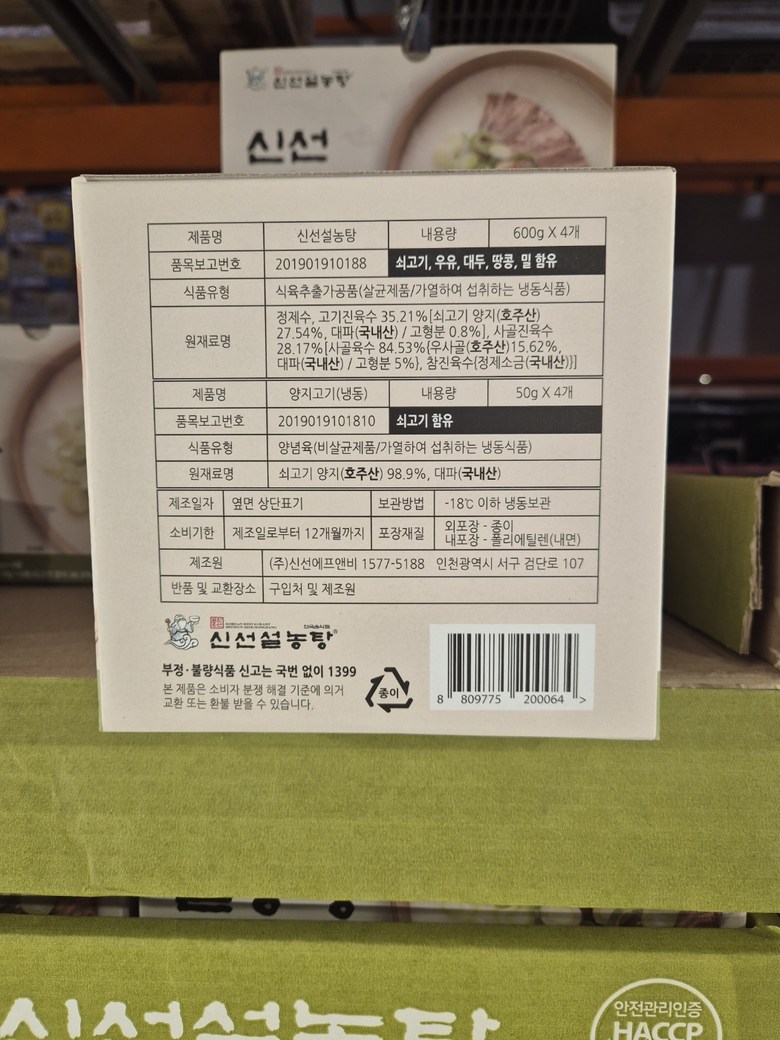 신선설농탕
신선
제품명 신선설농탕 내용량 600g X 4개
품목보고번호 201901910188 쇠고기, 우유, 대두, 땅콩, 밀 함유
식품유형 식육추출가공품(살균제품/가열하여 섭취하는 냉동식품)
원재료명 정제수, 고기진육수 35.21%[쇠고기 양지(호주산)
27.54%, 대파(국내산) / 고형분 0.8%], 사골진육수
28.17%[사골육수 84.53%{우사골(호주산)15.62%,
대파(국내산) / 고형분 5%}, 참진육수{정제소금(국내산)}]
제품명 양지고기(냉동) 내용량 50g X 4개
품목보고번호 2019019101810 쇠고기 함유
식품유형 양념육(비살균제품/가열하여 섭취하는 냉동식품)
원재료명 쇠고기 양지(호주산) 98.9%, 대파(국내산)
제조일자 옆면 상단표기 보관방법 -18℃ 이하 냉동보관
소비기한 제조일로부터 12개월까지 포장재질 외포장 - 종이
내포장 - 폴리에틸렌(내면)
제조원 (주)신선에프앤비 1577-5188 인천광역시 서구 검단로 107
반품 및 교환장소 구입처 및 제조원
신선설농탕
부정·불량식품 신고는 국번 없이 1399
본 제품은 소비자 분쟁 해결 기준에 의거
교환 또는 환불 받을 수 있습니다.
종이
8 809775 200064 >
신선설농탕
안전관리인증
HACCP